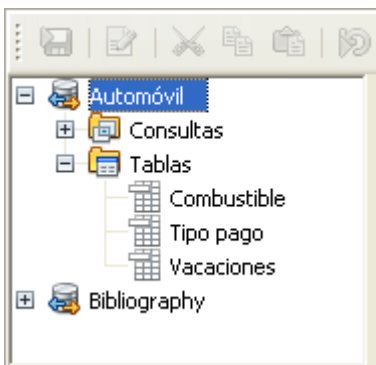 Automóvil
Consultas
Tablas
Combustible
Tipo pago
Vacaciones
Bibliography